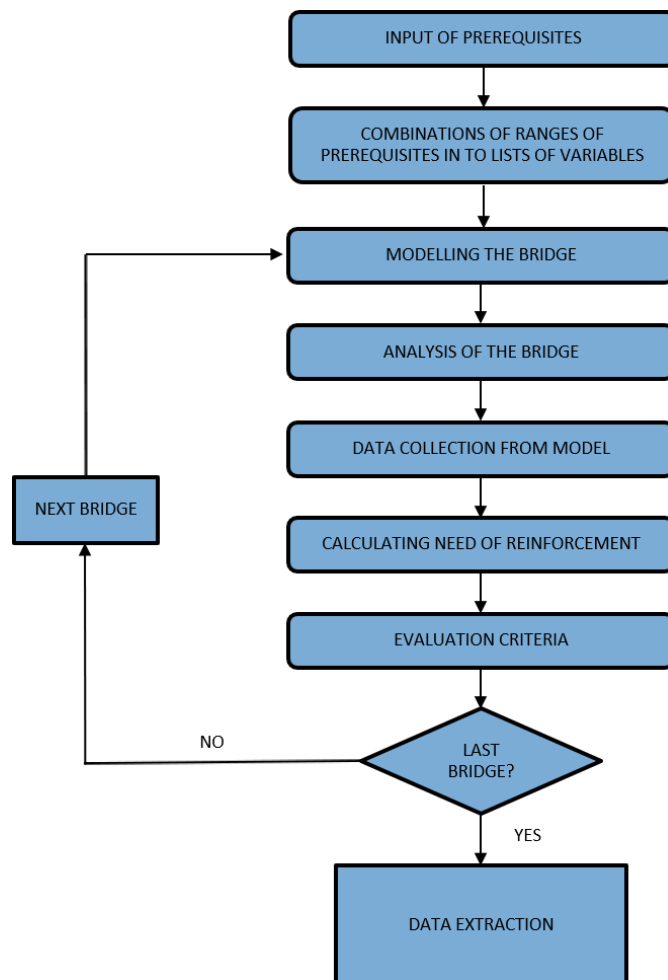 INPUT OF PREREQUISITES
COMBINATIONS OF RANGES OF
PREREQUISITES IN TO LISTS OF VARIABLES
MODELLING THE BRIDGE
ANALYSIS OF THE BRIDGE
DATA COLLECTION FROM MODEL
NEXT BRIDGE
CALCULATING NEED OF REINFORCEMENT
EVALUATION CRITERIA
NO
LAST
BRIDGE?
YES
DATA EXTRACTION